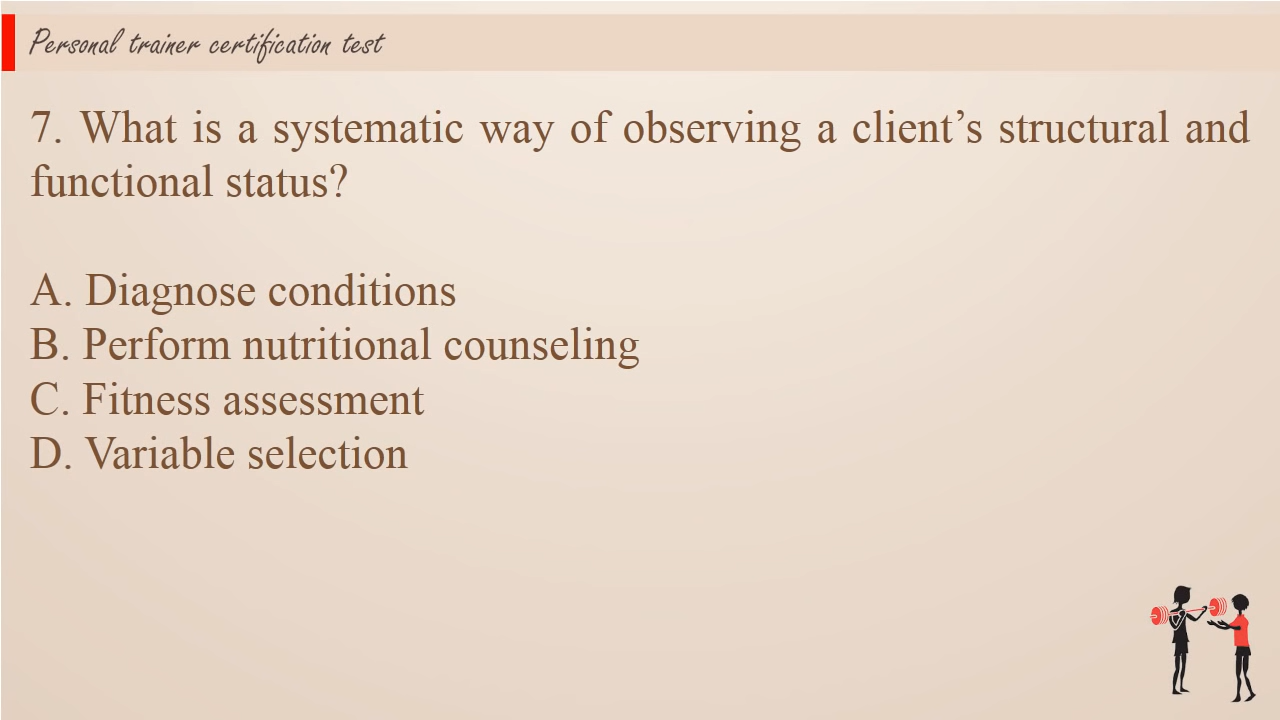 Personal trainer certification test
7. What is a systematic way of observing a client’s structural and
functional status?
A. Diagnose conditions
B. Perform nutritional counseling
C. Fitness assessment
D. Variable selection